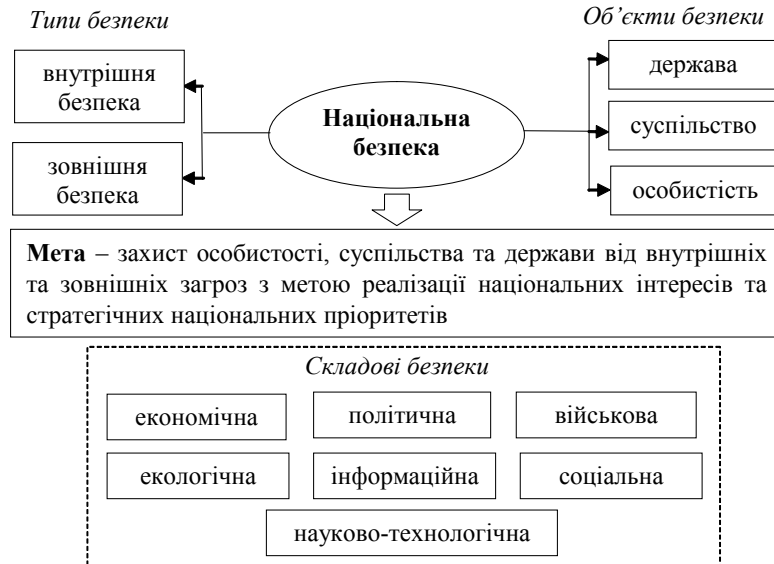 Типи безпеки
Об’єкти безпеки
внутрішня
безпека
зовнішня
безпека
Національна
безпека
держава
суспільство
особистість
Мета – захист особистості, суспільства та держави від внутрішніх
та зовнішніх загроз з метою реалізації національних інтересів та
стратегічних національних пріоритетів
Складові безпеки
економічна
політична
військова
екологічна
інформаційна
соціальна
науково-технологічна